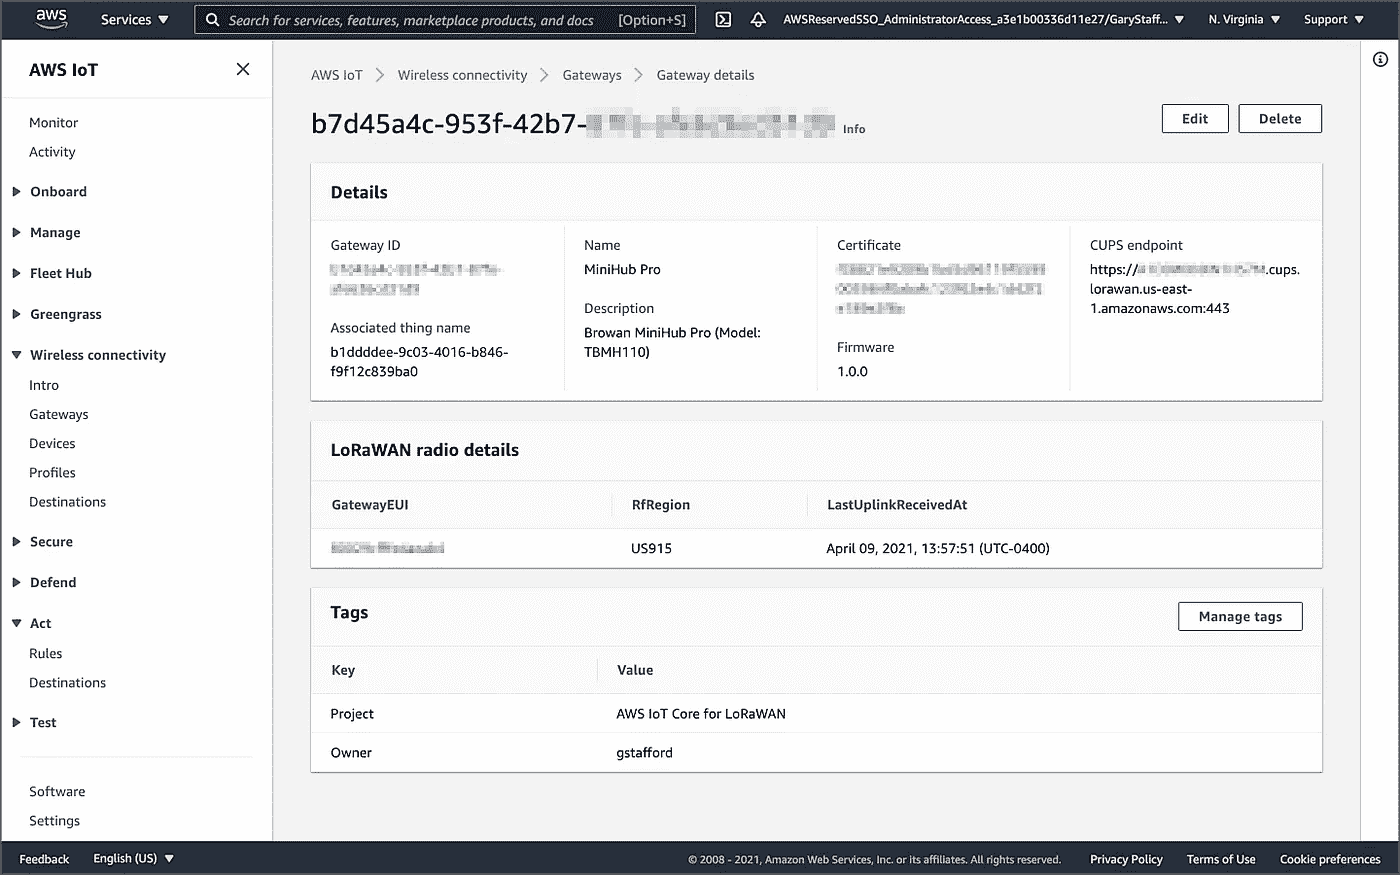 aws Services Search for services, features, marketplace products, and docs [Option+S] AWSReservedSSO_AdministratorAccess_a3e1b00336d11e27/GaryStaff... N. Virginia Support
AWS IoT
Monitor
Activity
Onboard
Manage
Fleet Hub
Greengrass
Wireless connectivity
Intro
Gateways
Devices
Profiles
Destinations
Secure
Defend
Act
Rules
Destinations
Test
Software
Settings
AWS IoT Wireless connectivity Gateways Gateway details
b7d45a4c-953f-42b7- Info
Edit Delete
Details
Gateway ID
Associated thing name
b1ddddee-9c03-4016-b846-
f9f12c839ba0
Name
MiniHub Pro
Description
Browan MiniHub Pro (Model:
TBMH110)
Certificate
Firmware
1.0.0
CUPS endpoint
https:// .cups.
lorawan.us-east-
1.amazonaws.com:443
LoRaWAN radio details
GatewayEUI RfRegion LastUplinkReceivedAt
US915 April 09, 2021, 13:57:51 (UTC-0400)
Tags
Manage tags
Key Value
Project AWS IoT Core for LoRaWAN
Owner gstafford
Feedback English (US) © 2008 - 2021, Amazon Web Services, Inc. or its affiliates. All rights reserved. Privacy Policy Terms of Use Cookie preferences